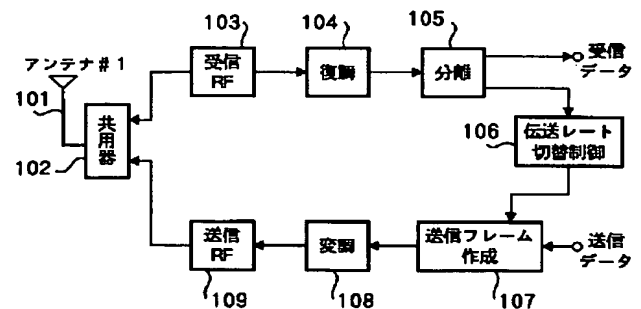 103
104
105
アンテナ#1
101
受信
RF
復調
分離
受信
データ
共用器
102
106
伝送レート
切替制御
送信
RF
変調
送信フレーム
作成
送信
データ
109
108
107